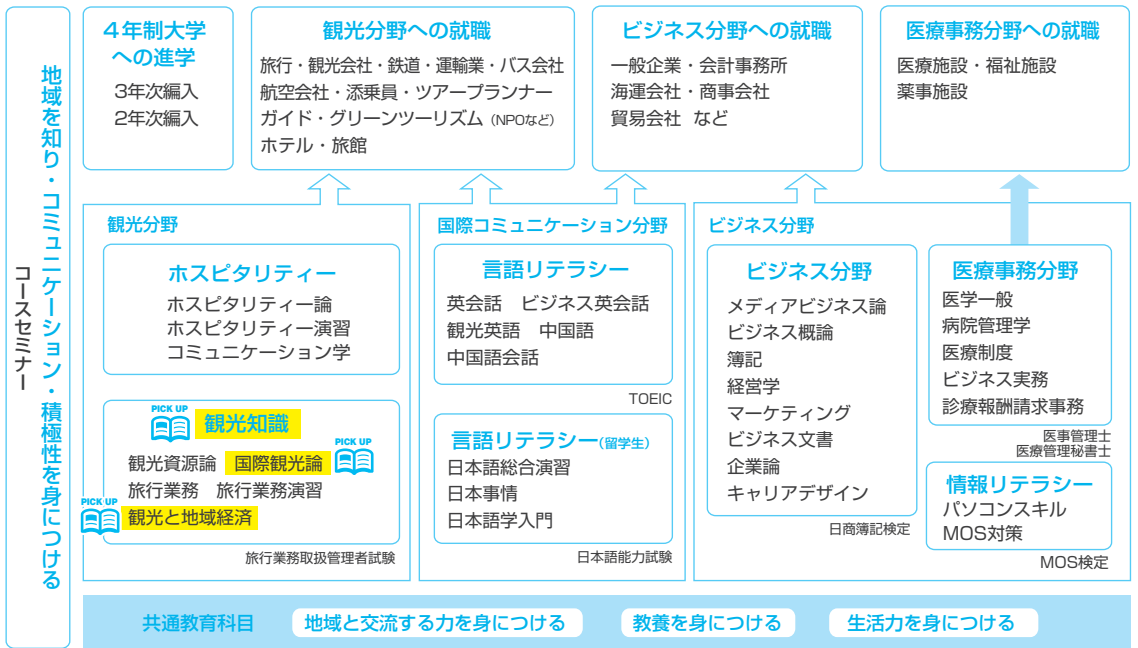 地域を知り・コミュニケーション・積極性を身につける
コースセミナー
4年制大学
への進学
3年次編入
2年次編入
観光分野への就職
旅行・観光会社・鉄道・運輸業・バス会社
航空会社・添乗員・ツアープランナー
ガイド・グリーンツーリズム（NPOなど）
ホテル・旅館
ビジネス分野への就職
一般企業・会計事務所
海運会社・商事会社
貿易会社 など
医療事務分野への就職
医療施設・福祉施設
薬事施設
観光分野
ホスピタリティー
ホスピタリティー論
ホスピタリティー演習
コミュニケーション学
PICK UP
観光知識
PICK UP
観光資源論 国際観光論
旅行業務 旅行業務演習
PICK UP
観光と地域経済
旅行業務取扱管理者試験
国際コミュニケーション分野
言語リテラシー
英会話 ビジネス英会話
観光英語 中国語
中国語会話
TOEIC
言語リテラシー(留学生)
日本語総合演習
日本事情
日本語学入門
日本語能力試験
ビジネス分野
ビジネス分野
メディアビジネス論
ビジネス概論
簿記
経営学
マーケティング
ビジネス文書
企業論
キャリアデザイン
日商簿記検定
医療事務分野
医学一般
病院管理学
医療制度
ビジネス実務
診療報酬請求事務
医事管理士
医療管理秘書士
情報リテラシー
パソコンスキル
MOS対策
MOS検定
共通教育科目 地域と交流する力を身につける 教養を身につける 生活力を身につける